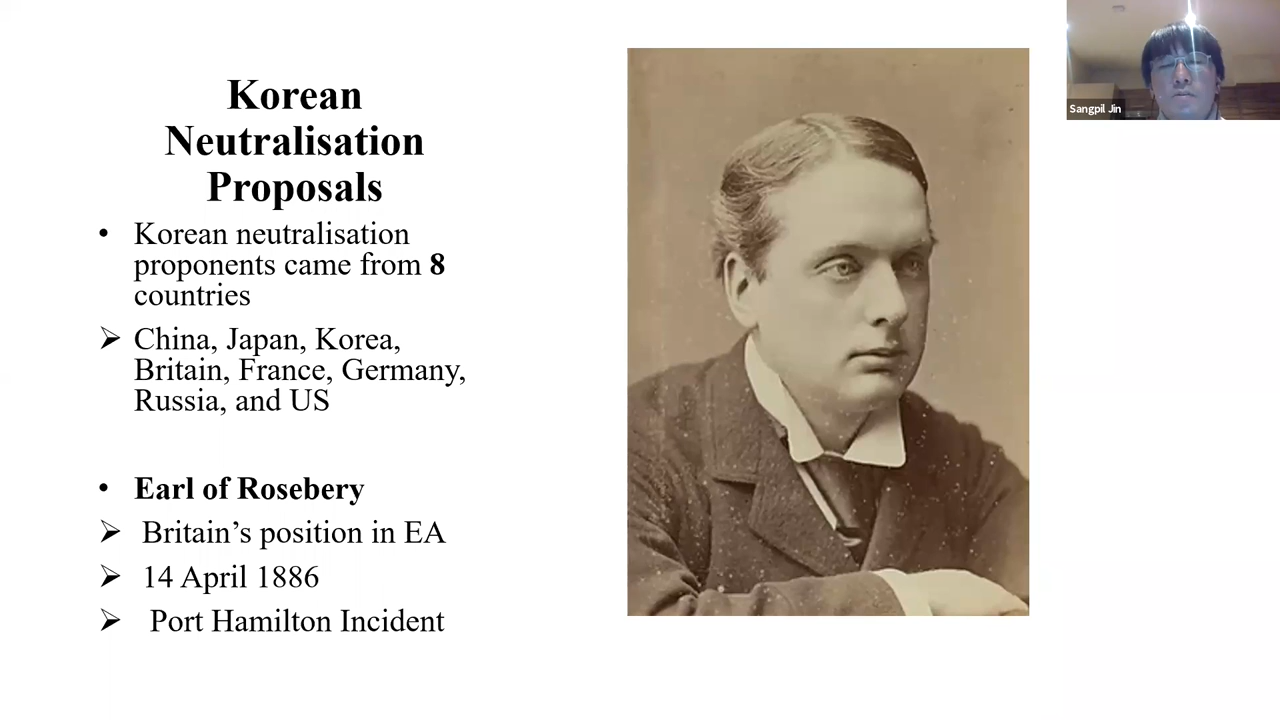 Korean
Neutralisation
Proposals
• Korean neutralisation
proponents came from 8
countries
➢ China, Japan, Korea,
Britain, France, Germany,
Russia, and US
• Earl of Rosebery
➢ Britain’s position in EA
➢ 14 April 1886
➢ Port Hamilton Incident
Sangpil Jin